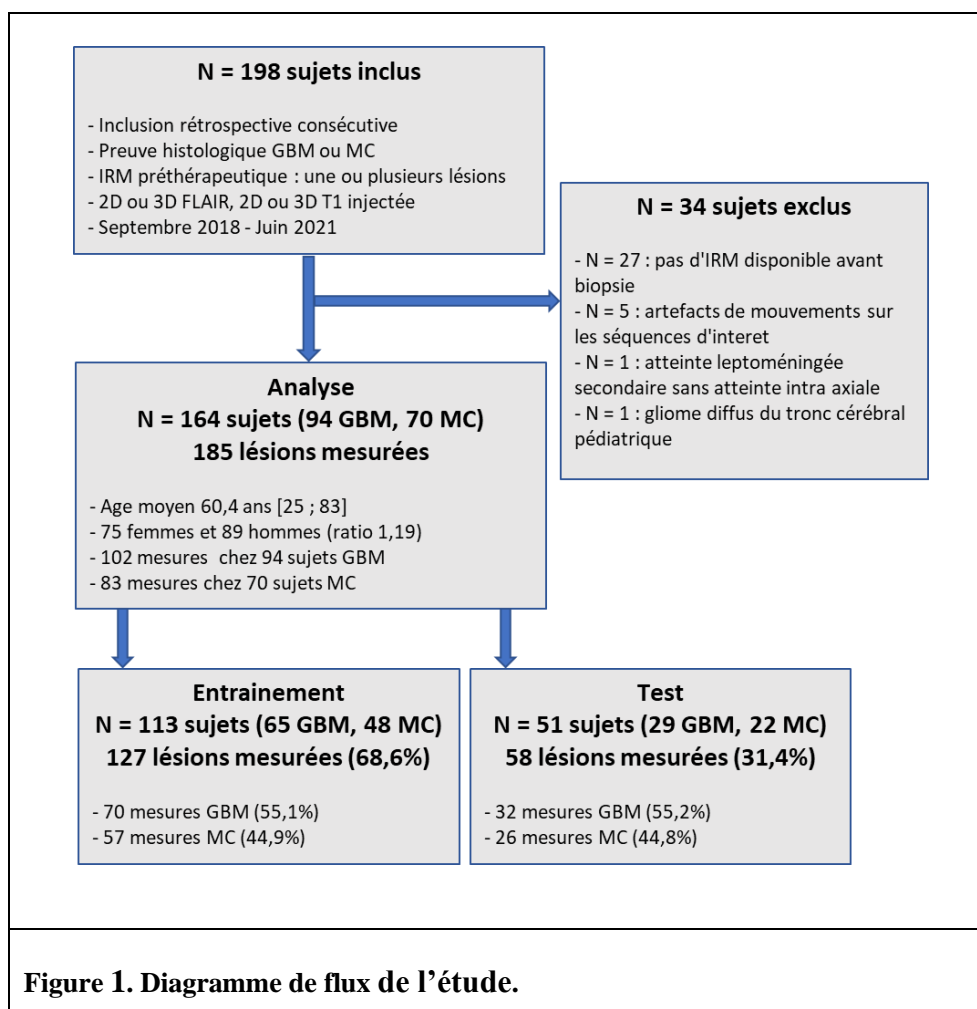 N = 198 sujets inclus
- Inclusion rétrospective consécutive
- Preuve histologique GBM ou MC
- IRM préthérapeutique : une ou plusieurs lésions
- 2D ou 3D FLAIR, 2D ou 3D T1 injectée
- Septembre 2018 - Juin 2021
N = 34 sujets exclus
- N = 27 : pas d'IRM disponible avant
biopsie
- N = 5 : artefacts de mouvements sur
les séquences d'interet
- N = 1 : atteinte leptoméningée
secondaire sans atteinte intra axiale
- N = 1 : gliome diffus du tronc cérébral
pédiatrique
Analyse
N = 164 sujets (94 GBM, 70 MC)
185 lésions mesurées
- Age moyen 60,4 ans [25 ; 83]
- 75 femmes et 89 hommes (ratio 1,19)
- 102 mesures chez 94 sujets GBM
- 83 mesures chez 70 sujets MC
Entrainement
N = 113 sujets (65 GBM, 48 MC)
127 lésions mesurées (68,6%)
- 70 mesures GBM (55,1%)
- 57 mesures MC (44,9%)
Test
N = 51 sujets (29 GBM, 22 MC)
58 lésions mesurées (31,4%)
- 32 mesures GBM (55,2%)
- 26 mesures MC (44,8%)
Figure 1. Diagramme de flux de l'étude.